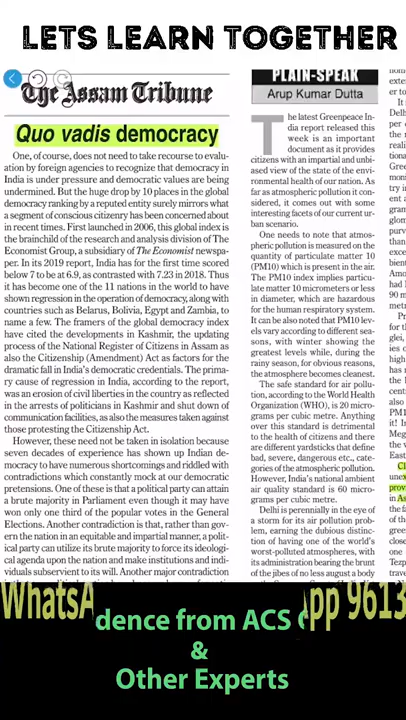 LETS LEARN TOGETHER
The Assam Tribune
Quo vadis democracy
One, of course, does not need to take recourse to evalu-
ation by foreign agencies to recognize that democracy in
India is under pressure and democratic values are being
undermined. But the huge drop by 10 places in the global
democracy ranking by a reputed entity surely mirrors what
a segment of conscious citizenry has been concerned about
in recent times. First launched in 2006, this global index is
the brainchild of the research and analysis division of The
Economist Group, a subsidiary of The Economist newspa-
per. In its 2019 report, India has for the first time scored
below 7 to be at 6.9, as contrasted with 7.23 in 2018. Thus
it has become one of the 11 nations in the world to have
shown regression in the operation of democracy, along with
countries such as Belarus, Bolivia, Egypt and Zambia, to
name a few. The framers of the global democracy index
have cited the developments in Kashmir, the updating
process of the National Register of Citizens in Assam as
also the Citizenship (Amendment) Act as factors for the
dramatic fall in India's democratic credentials. The prima-
ry cause of regression in India, according to the report,
was an erosion of civil liberties in the country as reflected
in the arrests of politicians in Kashmir and shut down of
communication facilities, as also the measures taken against
those protesting the Citizenship Act.
However, these need not be taken in isolation because
seven decades of experience has shown up Indian de-
mocracy to have numerous shortcomings and riddled with
contradictions which constantly mock at our democratic
pretensions. One of these is that a political party can attain
a brute majority in Parliament even though it may have
won only one third of the popular votes in the General
Elections. Another contradiction is that, rather than gov-
ern the nation in an equitable and impartial manner, a polit-
ical party can utilize its brute majority to force its ideologi-
cal agenda upon the nation and make institutions and indi-
viduals subservient to its will. Another major contradiction
PLAIN-SPEAK
Arup Kumar Dutta
The latest Greenpeace In-
dia report released this
week is an important
document as it provides
citizens with an impartial and unbi-
ased view of the state of the envi-
ronmental health of our nation. As
far as atmospheric pollution it con-
sidered, it comes out with some
interesting facets of our current ur-
ban scenario.
One needs to note that atmos-
pheric pollution is measured on the
quantity of particulate matter 10
(PM10) which is present in the air.
The PM10 index implies particu-
late matter 10 micrometers or less
in diameter, which are hazardous
for the human respiratory system.
It can be also noted that PM10 lev-
els vary according to different sea-
sons, with winter showing the
greatest levels while, during the
rainy season, for obvious reasons,
the atmosphere becomes cleanest.
The safe standard for air pollu-
tion, according to the World Health
Organization (WHO), is 20 micro-
grams per cubic metre. Anything
over this standard is detrimental
to the health of citizens and there
are different yardsticks that define
bad, severe, dangerous etc., cate-
gories of the atmospheric pollution.
However, India's national ambient
air quality standard is 60 micro-
grams per cubic metre.
Delhi is perennially in the eye of
a storm for its air pollution prob-
lem, earning the dubious distinc-
tion of having one of the world's
worst-polluted atmospheres, with
its administration bearing the brunt
of the jibes of no less august a body
WhatsA
dence from ACS
pp 9613
&
Other Experts